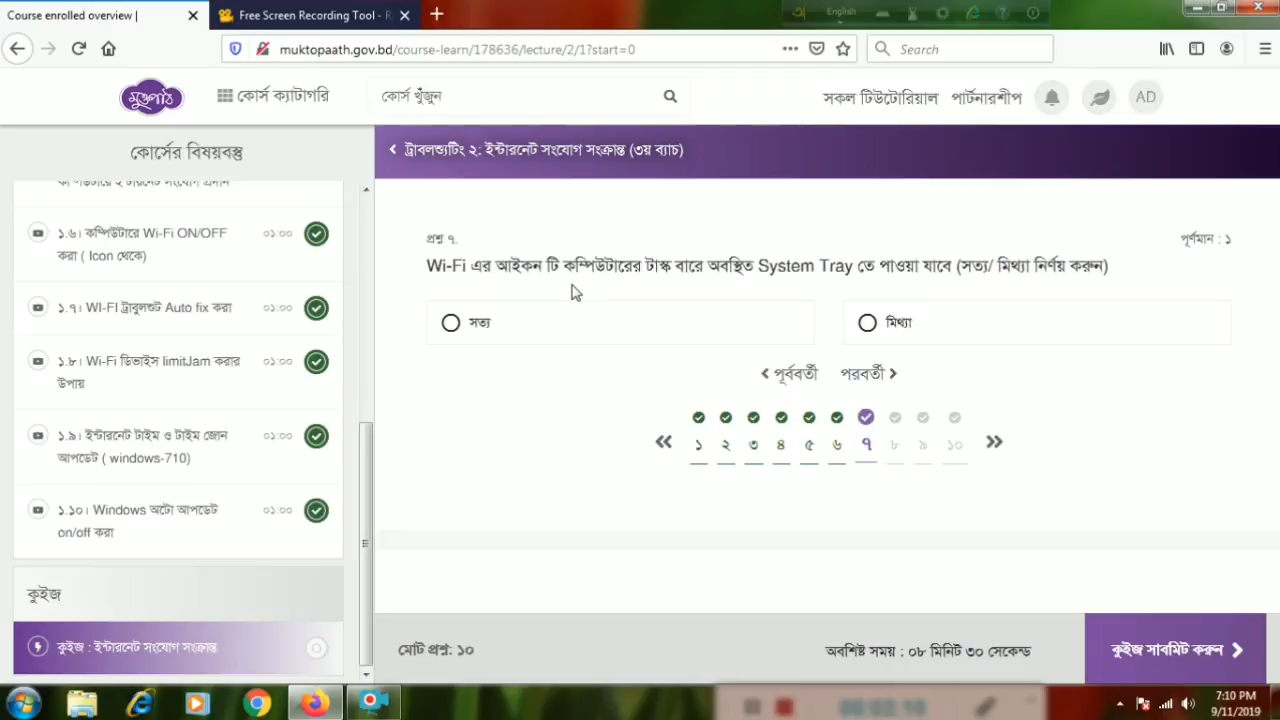 Course enrolled overview |
Free Screen Recording Tool - R
English
muktopaath.gov.bd/course-learn/178636/lecture/2/1?start=0
Search
মুক্তপাঠ
কোর্স ক্যাটাগরি
কোর্স খুঁজুন
সকল টিউটোরিয়াল
পার্টনারশীপ
AD
কোর্সের বিষয়বস্তু
ট্রাবলশ্যুটিং ২: ইন্টারনেট সংযোগ সংক্রান্ত (৩য় ব্যাচ)
১.৬। কম্পিউটারে Wi-Fi ON/OFF
করা ( Icon থেকে)
০১:০০
১.৭। WI-FI ট্রাবুলশুট Auto fix করা
০১:০০
১.৮। Wi-Fi ডিভাইস limitJam করার
উপায়
০১:০০
১.৯। ইন্টারনেট টাইম ও টাইম জোন
আপডেট ( windows-710)
০১:০০
১.১০। Windows অটো আপডেট
on/off করা
০১:০০
কুইজ
কুইজ : ইন্টারনেট সংযোগ সংক্রান্ত
প্রশ্ন ৭.
পূর্ণমান : ১
Wi-Fi এর আইকন টি কম্পিউটারের টাস্ক বারে অবস্থিত System Tray তে পাওয়া যাবে (সত্য/ মিথ্যা নির্ণয় করুন)
সত্য
মিথ্যা
পূর্ববর্তী
পরবর্তী
১ ২ ৩ ৪ ৫ ৬ ৭ ৮ ৯ ১০
মোট প্রশ্ন: ১০
অবশিষ্ট সময় : ০৮ মিনিট ৩০ সেকেন্ড
কুইজ সাবমিট করুন
7:10 PM
9/11/2019